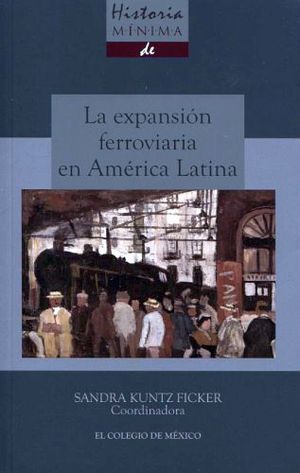 Historia
MÍNIMA
de
La expansión
ferroviaria
en América Latina
SANDRA KUNTZ FICKER
Coordinadora
EL COLEGIO DE MÉXICO